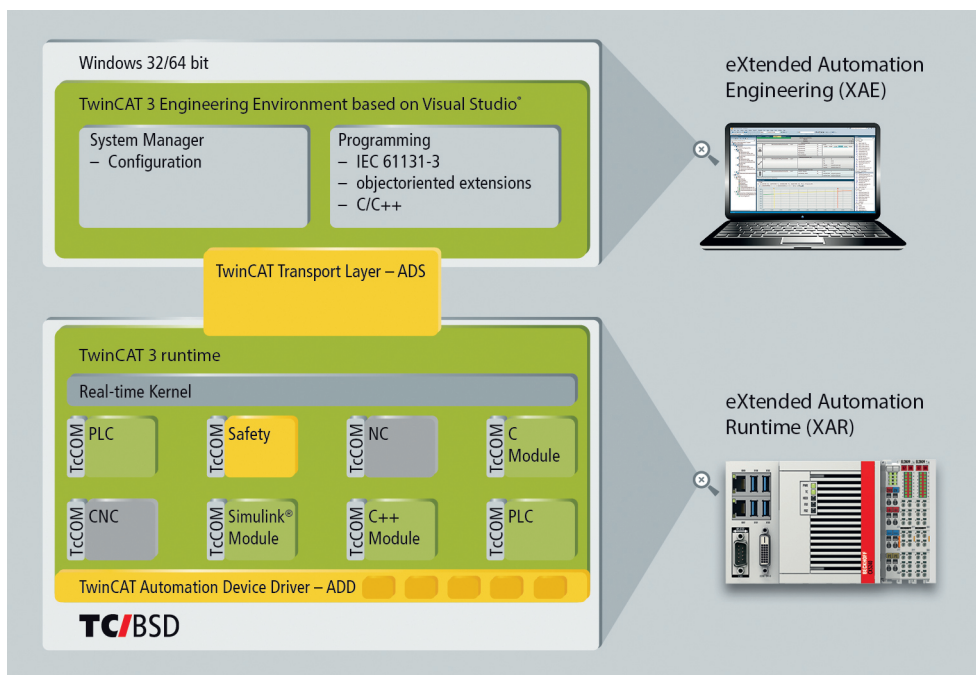 Windows 32/64 bit
TwinCAT 3 Engineering Environment based on Visual Studio®
System Manager
– Configuration
Programming
– IEC 61131-3
– objectoriented extensions
– C/C++
TwinCAT Transport Layer – ADS
eXtended Automation
Engineering (XAE)
TwinCAT 3 runtime
Real-time Kernel
TcCOM
PLC
TcCOM
Safety
TcCOM
NC
TcCOM
C
Module
TcCOM
CNC
TcCOM
Simulink®
Module
TcCOM
C++
Module
TcCOM
PLC
TwinCAT Automation Device Driver – ADD
TC/BSD
eXtended Automation
Runtime (XAR)
BECKHOFF